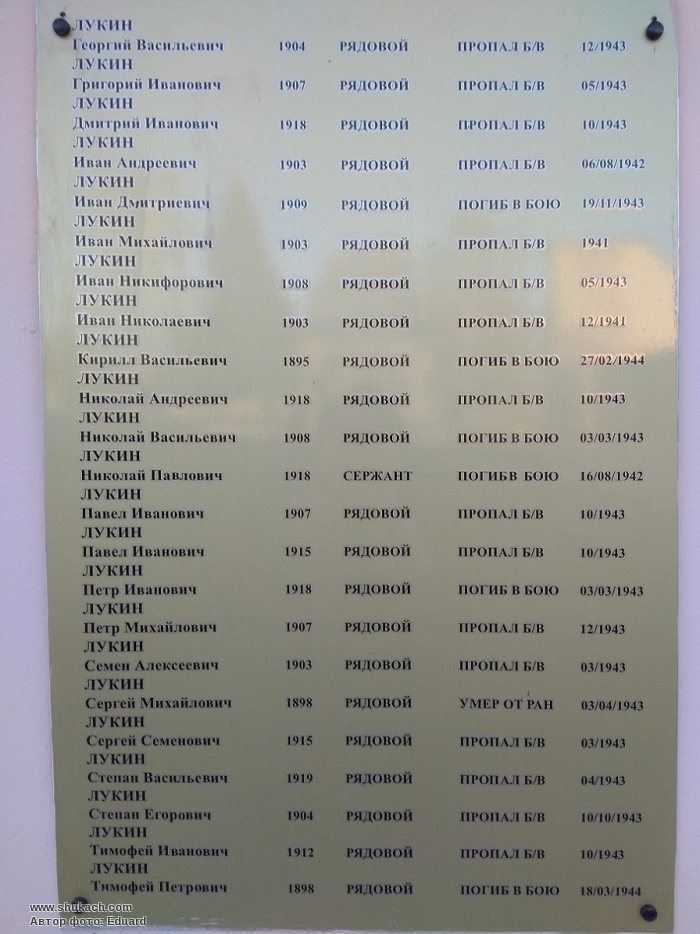 ЛУКИН
Георгий Васильевич 1904 РЯДОВОЙ ПРОПАЛ Б/В 12/1943
ЛУКИН
Григорий Иванович 1907 РЯДОВОЙ ПРОПАЛ Б/В 05/1943
ЛУКИН
Дмитрий Иванович 1918 РЯДОВОЙ ПРОПАЛ Б/В 10/1943
ЛУКИН
Иван Андреевич 1903 РЯДОВОЙ ПРОПАЛ Б/В 06/08/1942
ЛУКИН
Иван Дмитриевич 1909 РЯДОВОЙ ПОГИБ В БОЮ 19/11/1943
ЛУКИН
Иван Михайлович 1903 РЯДОВОЙ ПРОПАЛ Б/В 1941
ЛУКИН
Иван Никифорович 1908 РЯДОВОЙ ПРОПАЛ Б/В 05/1943
ЛУКИН
Иван Николаевич 1903 РЯДОВОЙ ПРОПАЛ Б/В 12/1941
ЛУКИН
Кирилл Васильевич 1895 РЯДОВОЙ ПОГИБ В БОЮ 27/02/1944
ЛУКИН
Николай Андреевич 1918 РЯДОВОЙ ПРОПАЛ Б/В 10/1943
ЛУКИН
Николай Васильевич 1908 РЯДОВОЙ ПОГИБ В БОЮ 03/03/1943
ЛУКИН
Николай Павлович 1918 СЕРЖАНТ ПОГИБВ БОЮ 16/08/1942
ЛУКИН
Павел Иванович 1907 РЯДОВОЙ ПРОПАЛ Б/В 10/1943
ЛУКИН
Павел Иванович 1915 РЯДОВОЙ ПРОПАЛ Б/В 10/1943
ЛУКИН
Петр Иванович 1918 РЯДОВОЙ ПОГИБ В БОЮ 03/03/1943
ЛУКИН
Петр Михайлович 1907 РЯДОВОЙ ПРОПАЛ Б/В 12/1943
ЛУКИН
Семен Алексеевич 1903 РЯДОВОЙ ПРОПАЛ Б/В 03/1943
ЛУКИН
Сергей Михайлович 1898 РЯДОВОЙ УМЕР ОТ РАН 03/04/1943
ЛУКИН
Сергей Семенович 1915 РЯДОВОЙ ПРОПАЛ Б/В 03/1943
ЛУКИН
Степан Васильевич 1919 РЯДОВОЙ ПРОПАЛ Б/В 04/1943
ЛУКИН
Степан Егорович 1904 РЯДОВОЙ ПРОПАЛ Б/В 10/10/1943
ЛУКИН
Тимофей Иванович 1912 РЯДОВОЙ ПРОПАЛ Б/В 10/1943
ЛУКИН
Тимофей Петрович 1898 РЯДОВОЙ ПОГИБ В БОЮ 18/03/1944
www.shukach.com
Автор фото: Eduard